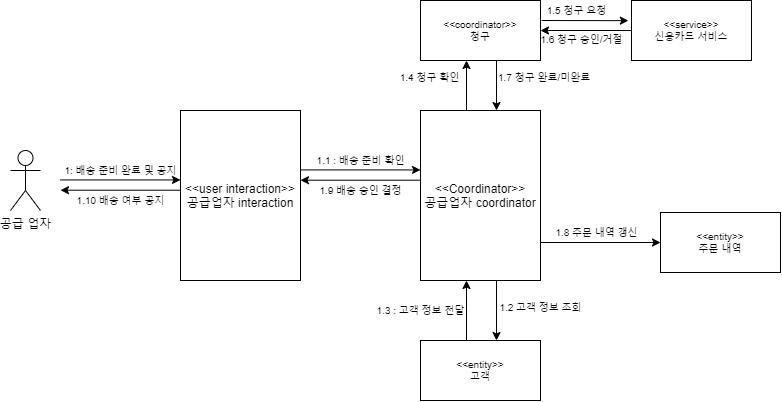 <<coordinator>>
청구
1.5 청구 요청
1.6 청구 승인/거절
<<service>>
신용카드 서비스
1.4 청구 확인
1.7 청구 완료/미완료
공급 업자
1: 배송 준비 완료 및 공지
1.10 배송 여부 공지
<<user interaction>>
공급업자 interaction
1.1 : 배송 준비 확인
1.9 배송 승인 결정
<<Coordinator>>
공급업자 coordinator
1.8 주문 내역 갱신
<<entity>>
주문 내역
1.3 : 고객 정보 전달
1.2 고객 정보 조회
<<entity>>
고객